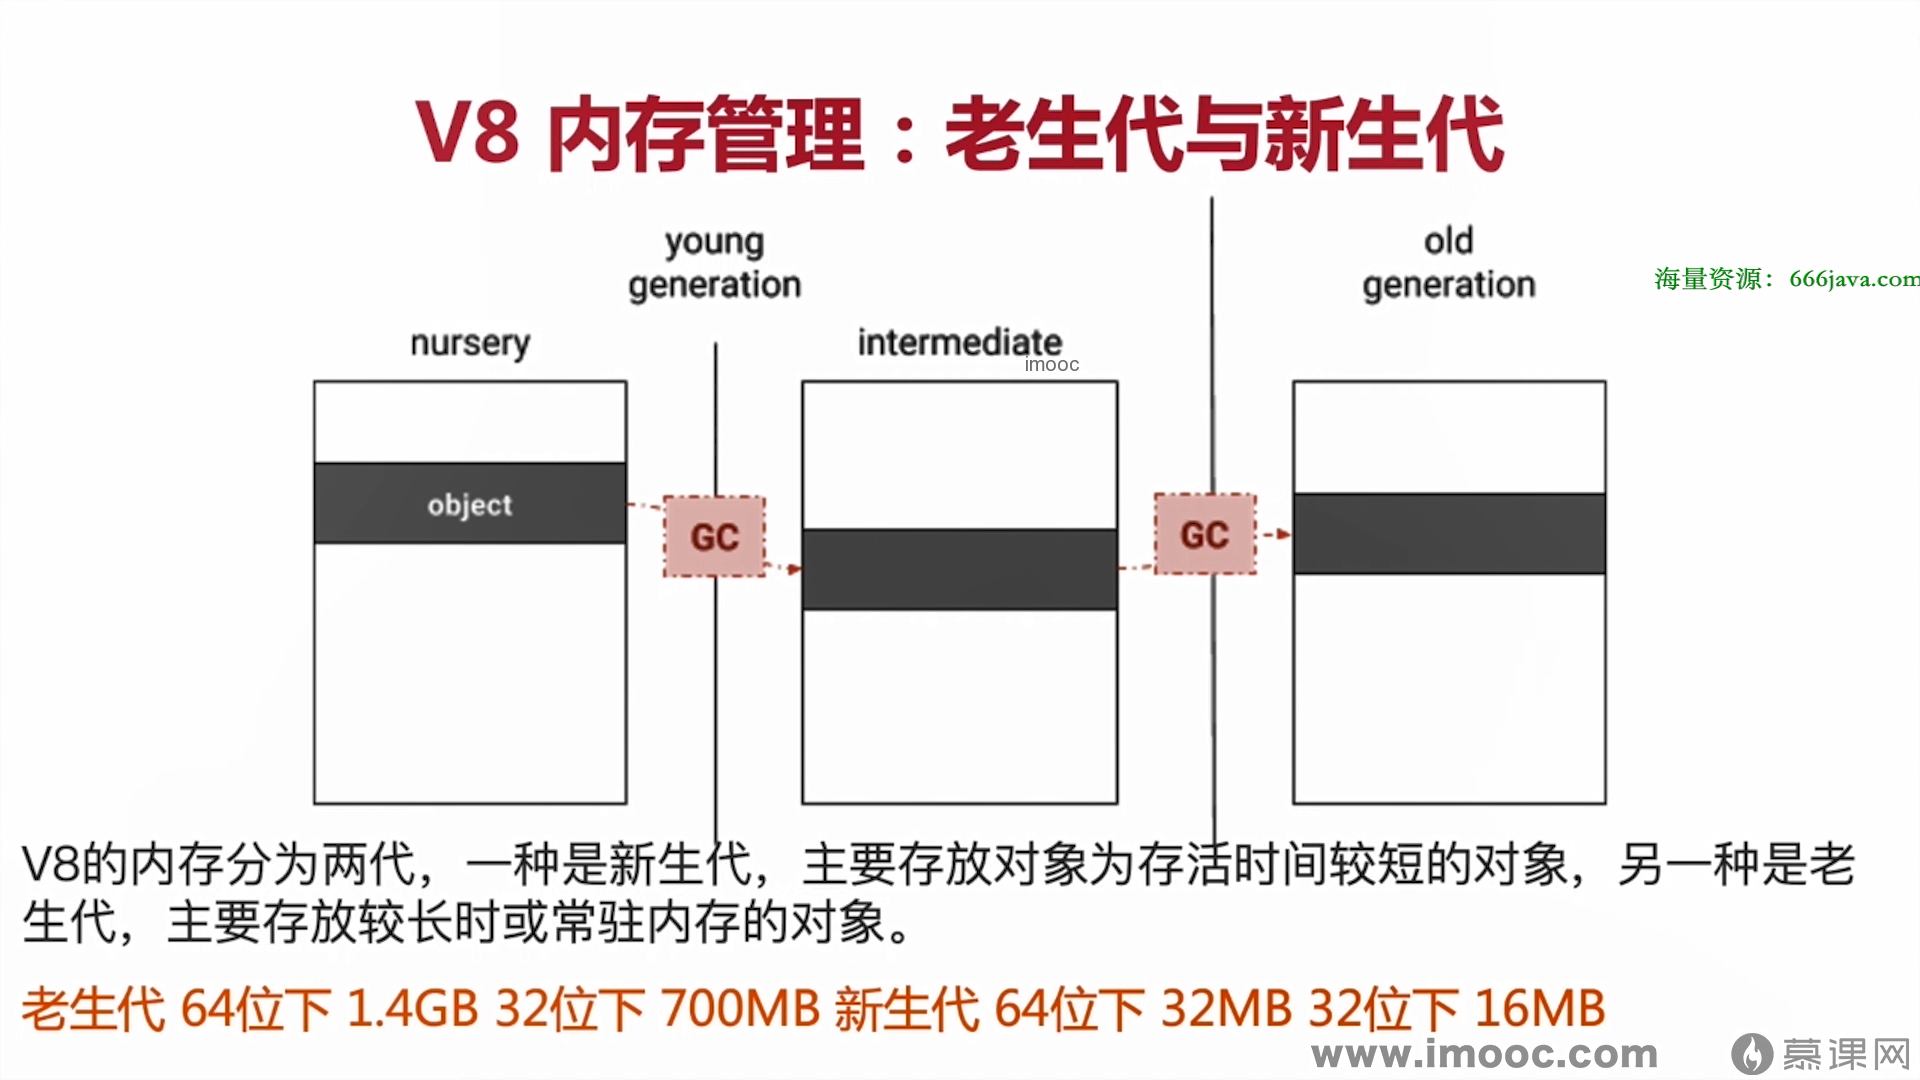 V8 内存管理：老生代与新生代
young
generation
old
generation
海量资源：666java.com
nursery
intermediate
imooc
object
GC
GC
V8的内存分为两代，一种是新生代，主要存放对象为存活时间较短的对象，另一种是老
生代，主要存放较长时或常驻内存的对象。
老生代 64位下 1.4GB 32位下 700MB 新生代 64位下 32MB 32位下 16MB
www.imooc.com
慕课网